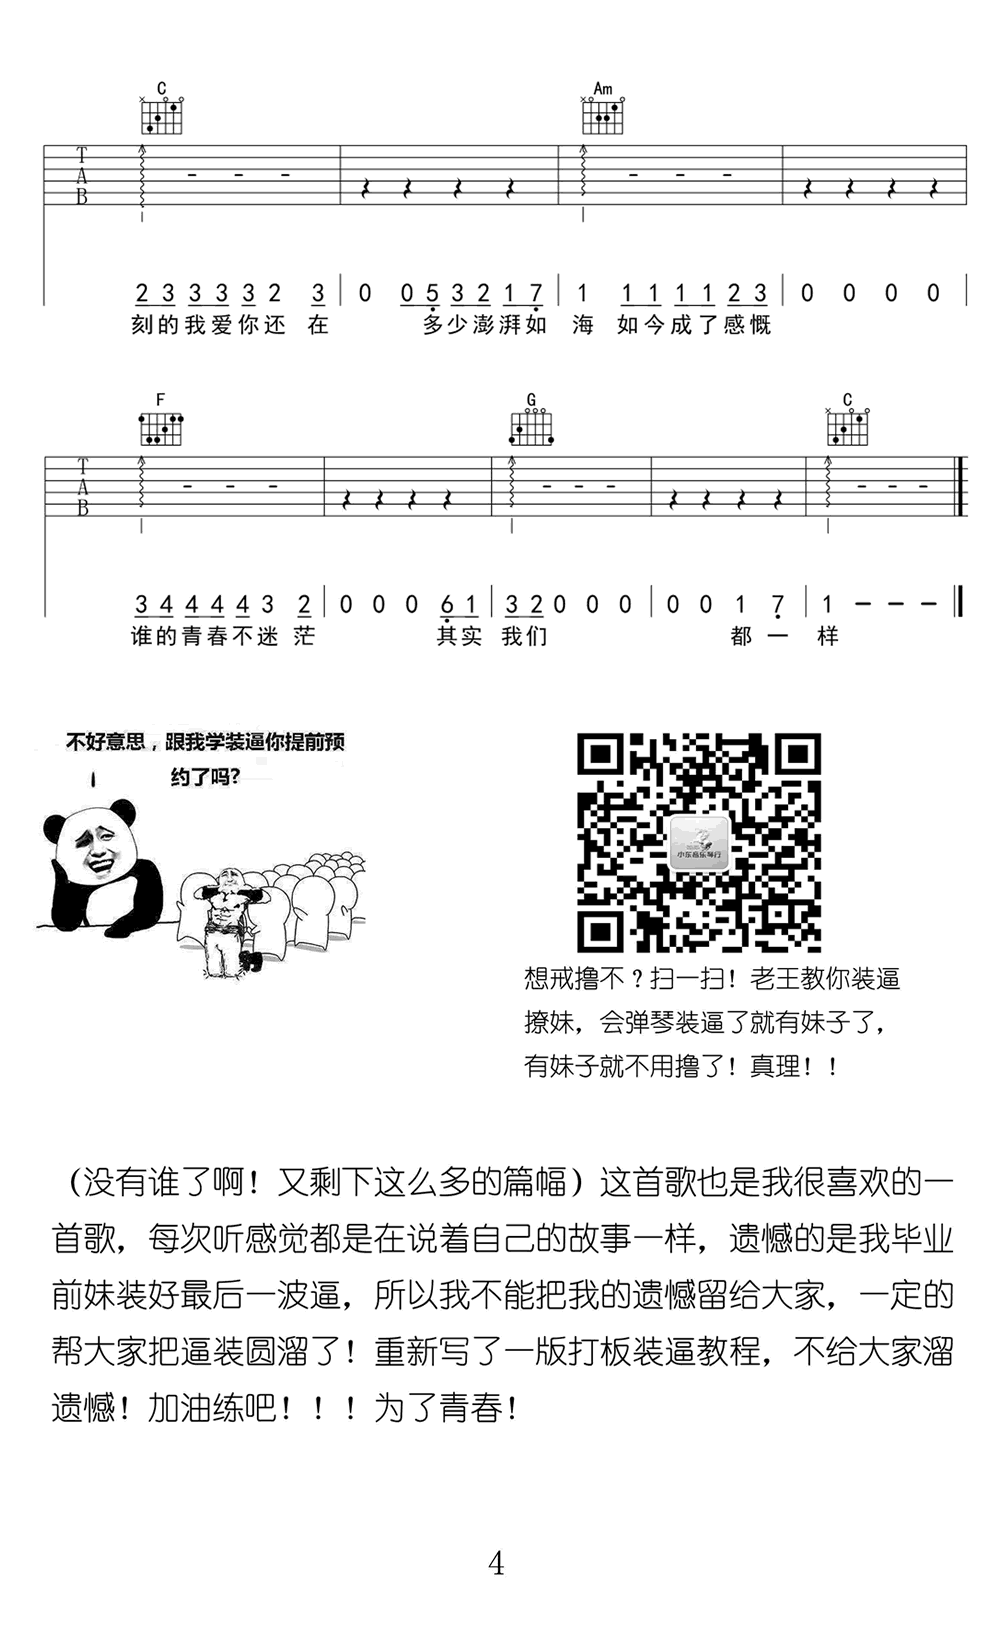 C Am
T
A
B
2 3 3 3 3 3 2 3 0 0 5 3 2 1 7 1 1 1 1 1 2 3 0 0 0 0
刻的我爱你还在 多少澎湃如 海 如今成了感慨
F G C
T
A
B
3 4 4 4 4 3 2 0 0 0 6 1 3 2 0 0 0 0 0 1 7 1 – – –
谁的青春不迷茫 其实 我们 都一 样
不好意思，跟我学装逼你提前预
约了吗?
小东音乐琴行
想戒撸不？扫一扫！老王教你装逼
撩妹，会弹琴装逼了就有妹子了，
有妹子就不用撸了！真理！！
（没有谁了啊！又剩下这么多的篇幅）这首歌也是我很喜欢的一
首歌，每次听感觉都是在说着自己的故事一样，遗憾的是我毕业
前妹装好最后一波逼，所以我不能把我的遗憾留给大家，一定的
帮大家把逼装圆溜了！重新写了一版打板装逼教程，不给大家溜
遗憾！加油练吧！！！为了青春！
4